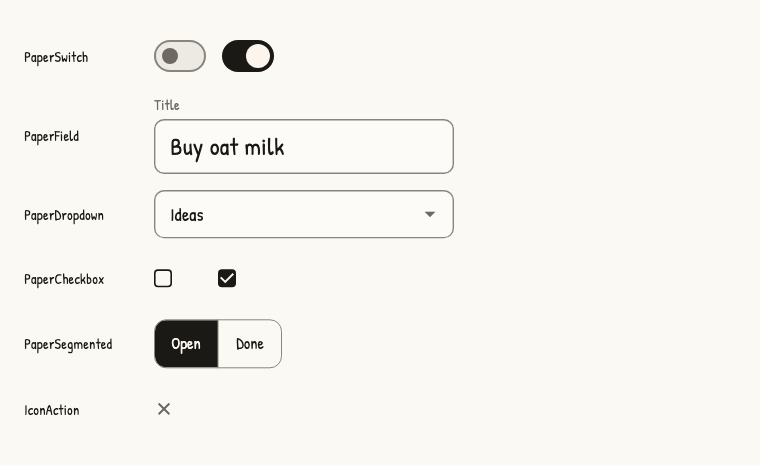 PaperSwitch
Title
PaperField
Buy oat milk
PaperDropdown
Ideas
PaperCheckbox
PaperSegmented
Open
Done
IconAction